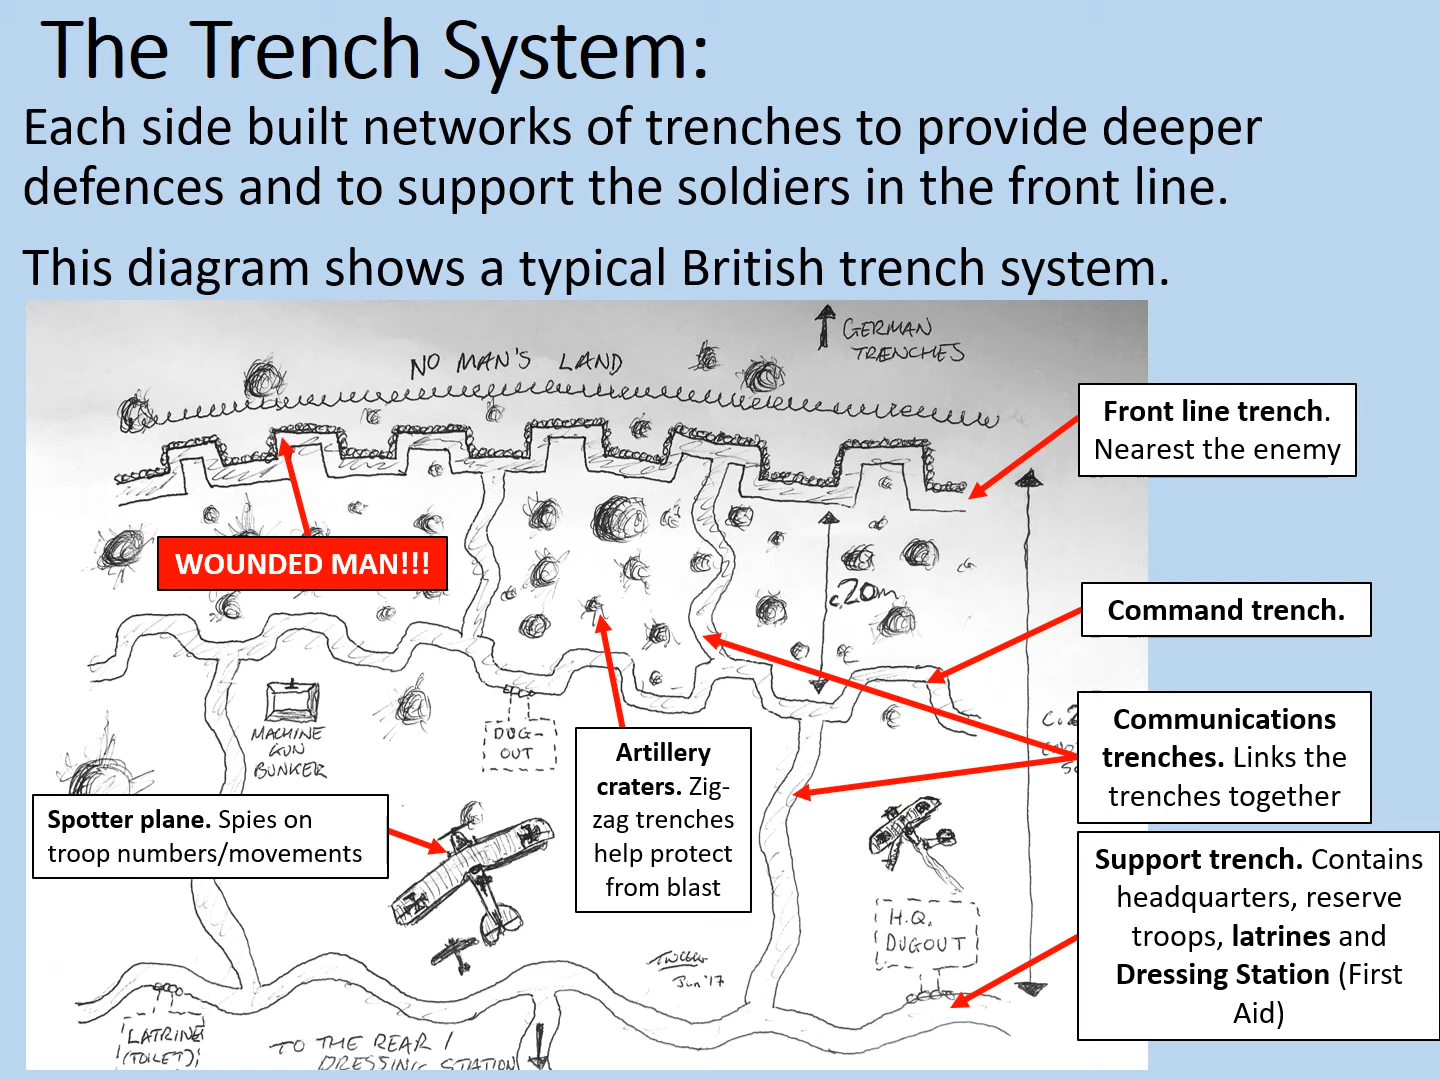 The Trench System:
Each side built networks of trenches to provide deeper
defences and to support the soldiers in the front line.
This diagram shows a typical British trench system.
GERMAN
TRENCHES
NO MAN'S LAND
Front line trench.
Nearest the enemy
WOUNDED MAN!!!
c.20m
Command trench.
MACHINE
GUN
BUNKER
DUG-
OUT
Communications
trenches. Links the
trenches together
Artillery
craters. Zig-
zag trenches
help protect
from blast
Spotter plane. Spies on
troop numbers/movements
Support trench. Contains
headquarters, reserve
troops, latrines and
Dressing Station (First
Aid)
H.Q.
DUGOUT
Jun '17
LATRINE
(TOILET)
TO THE REAR /
DRESSING STATION